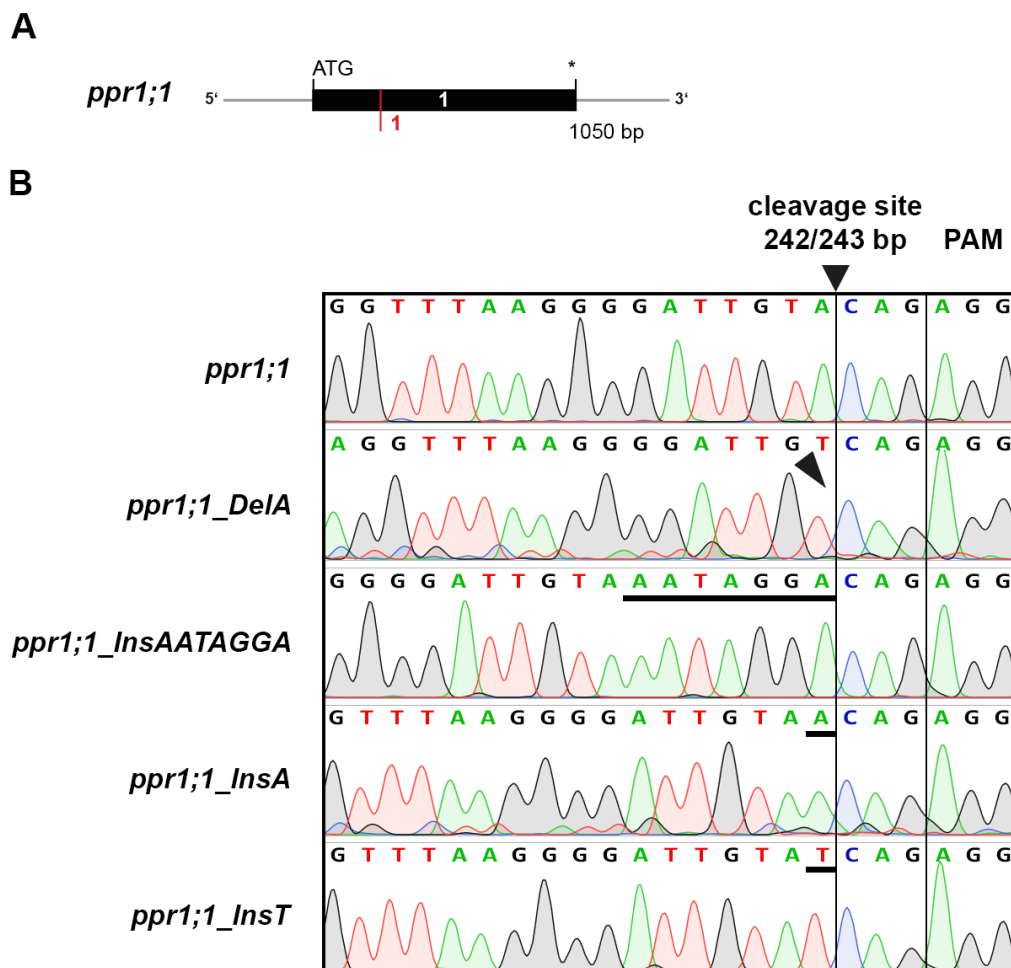 A
ppr1;1
5‘
ATG
*
1
3‘
1
1050 bp
B
cleavage site
242/243 bp
PAM
ppr1;1
G G T T T A A G G G G A T T G T A C A G A G G
ppr1;1_DelA
A G G T T T A A G G G G A T T G T C A G A G G
ppr1;1_InsAATAGGA
G G G G A T T G T A A A T A G G A C A G A G G
ppr1;1_InsA
G T T T A A G G G G A T T G T A A C A G A G G
ppr1;1_InsT
G T T T A A G G G G A T T G T A T C A G A G G